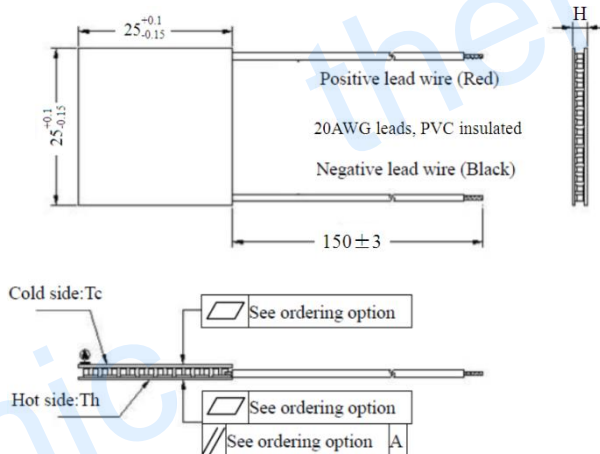 25+0.1
-0.15
H
25+0.1
-0.15
Positive lead wire (Red)
20AWG leads, PVC insulated
Negative lead wire (Black)
150±3
Cold side:Tc
See ordering option
A
Hot side:Th
See ordering option
See ordering option A
ther
nic